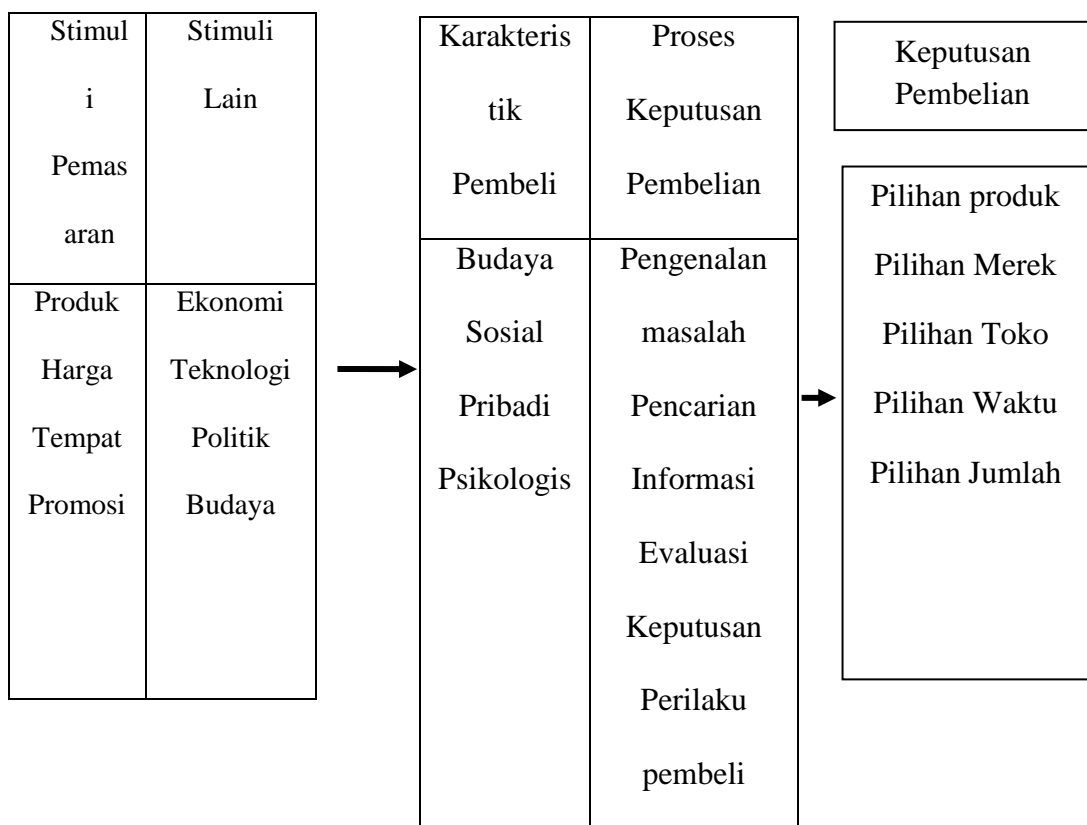 Stimul
i
Pemas
aran
Stimuli
Lain
Produk
Harga
Tempat
Promosi
Ekonomi
Teknologi
Politik
Budaya
Karakteris
tik
Pembeli
Proses
Keputusan
Pembelian
Budaya
Sosial
Pribadi
Psikologis
Pengenalan
masalah
Pencarian
Informasi
Evaluasi
Keputusan
Perilaku
pembeli
Keputusan
Pembelian
Pilihan produk
Pilihan Merek
Pilihan Toko
Pilihan Waktu
Pilihan Jumlah